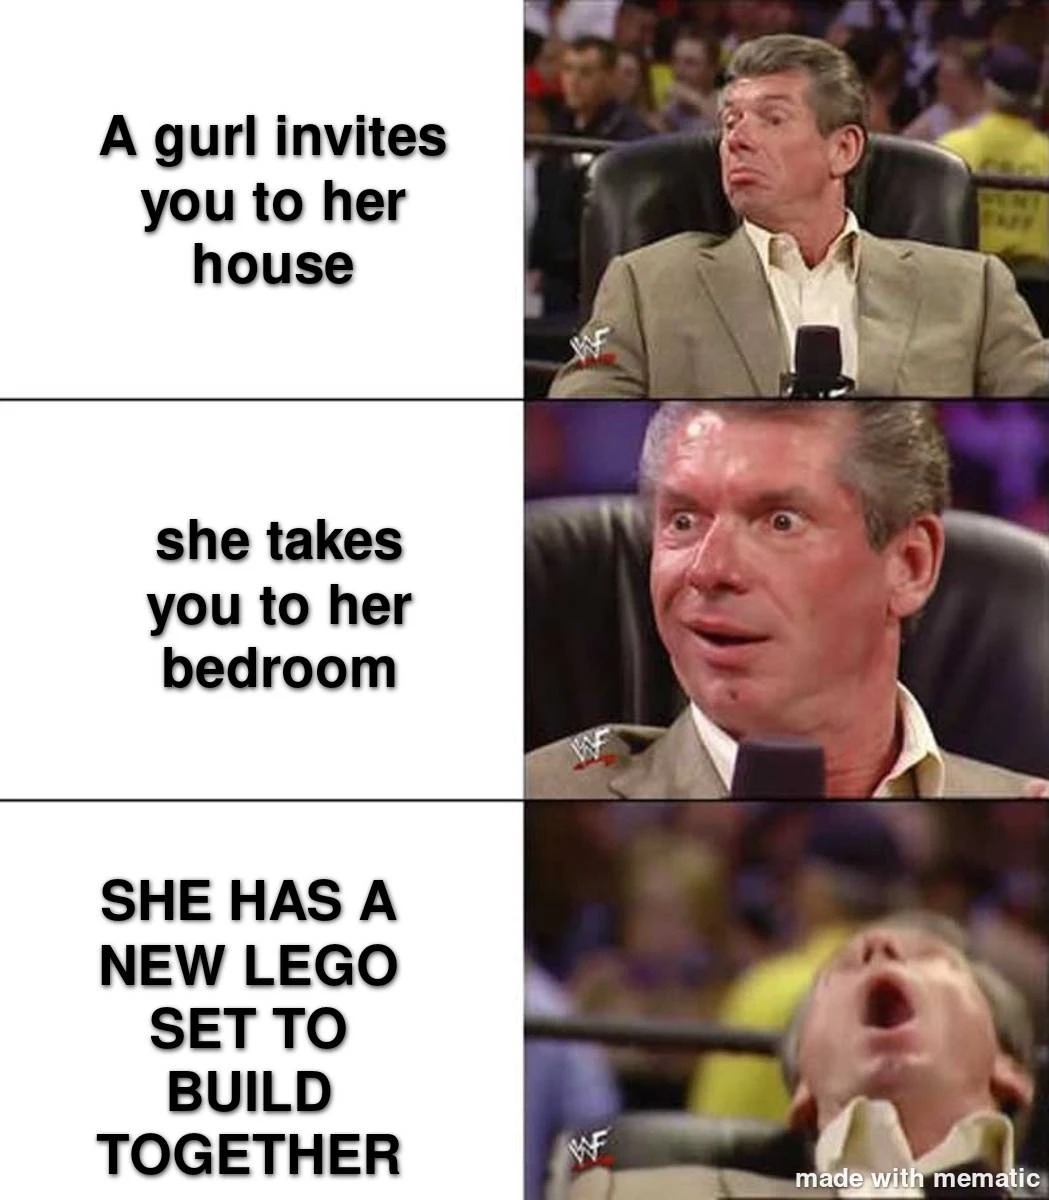 A gurl invites
you to her
house
she takes
you to her
bedroom
SHE HAS A
NEW LEGO
SET TO
BUILD
TOGETHER
made with mematic